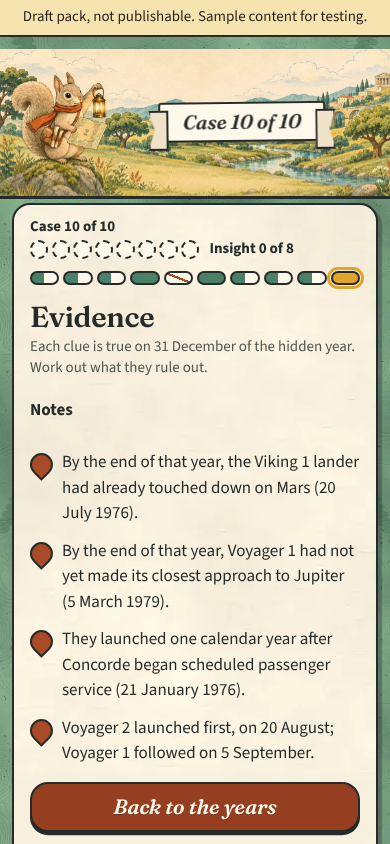 Draft pack, not publishable. Sample content for testing.
Case 10 of 10
Case 10 of 10
Insight 0 of 8
Evidence
Each clue is true on 31 December of the hidden year.
Work out what they rule out.
Notes
By the end of that year, the Viking 1 lander
had already touched down on Mars (20
July 1976).
By the end of that year, Voyager 1 had not
yet made its closest approach to Jupiter
(5 March 1979).
They launched one calendar year after
Concorde began scheduled passenger
service (21 January 1976).
Voyager 2 launched first, on 20 August;
Voyager 1 followed on 5 September.
Back to the years